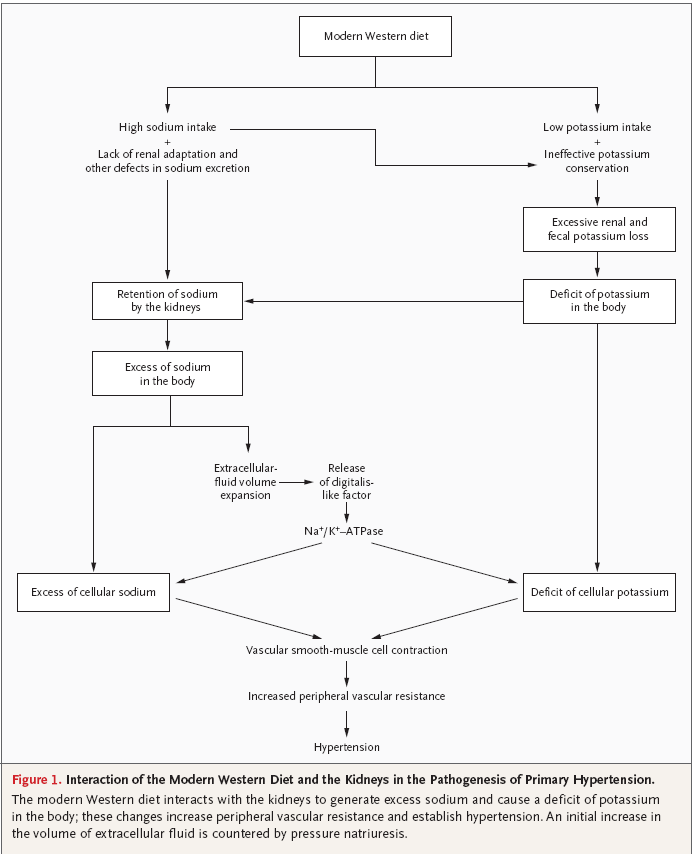 Modern Western diet
High sodium intake
+
Lack of renal adaptation and
other defects in sodium excretion
Low potassium intake
+
Ineffective potassium
conservation
Excessive renal and
fecal potassium loss
Retention of sodium
by the kidneys
Deficit of potassium
in the body
Excess of sodium
in the body
Extracellular-
fluid volume
expansion
Release
of digitalis-
like factor
Na⁺/K⁺–ATPase
Excess of cellular sodium
Deficit of cellular potassium
Vascular smooth-muscle cell contraction
Increased peripheral vascular resistance
Hypertension
Figure 1. Interaction of the Modern Western Diet and the Kidneys in the Pathogenesis of Primary Hypertension.
The modern Western diet interacts with the kidneys to generate excess sodium and cause a deficit of potassium
in the body; these changes increase peripheral vascular resistance and establish hypertension. An initial increase in
the volume of extracellular fluid is countered by pressure natriuresis.